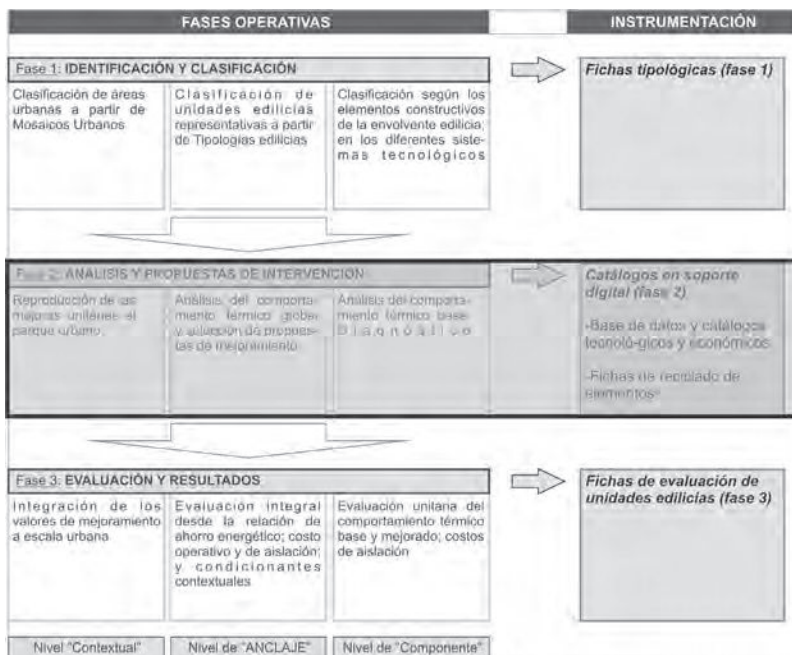 FASES OPERATIVAS
INSTRUMENTACIÓN
Fase 1: IDENTIFICACIÓN Y CLASIFICACIÓN
Clasificación de áreas
urbanas a partir de
Mosaicos Urbanos
Clasificación de
unidades edilicias
representativas a partir
de Tipologías edilicias
Clasificación según los
elementos constructivos
de la envolvente edilicia;
en los diferentes siste-
mas tecnológicos
Fichas tipológicas (fase 1)
Fase 2: ANÁLISIS Y PROPUESTAS DE INTERVENCIÓN
Reproducción de las
mejoras unitarias al
parque urbano.
Análisis del comporta-
miento térmico global
y adopción de propues-
tas de mejoramiento
Análisis del comporta-
miento térmico base.
Catálogos en soporte
digital (fase 2)
-Base de datos y catálogos
tecnoló-gicos y económicos
-Fichas de reciclado de
elementos
Fase 3: EVALUACIÓN Y RESULTADOS
Integración de los
valores de mejoramiento
a escala urbana
Evaluación integral
desde la relación de
ahorro energético; costo
operativo y de aislación;
y condicionantes
contextuales
Evaluación unitaria del
comportamiento térmico
base y mejorado; costos
de aislación
Fichas de evaluación de
unidades edilicias (fase 3)
Nivel "Contextual"
Nivel de "ANCLAJE"
Nivel de "Componente"